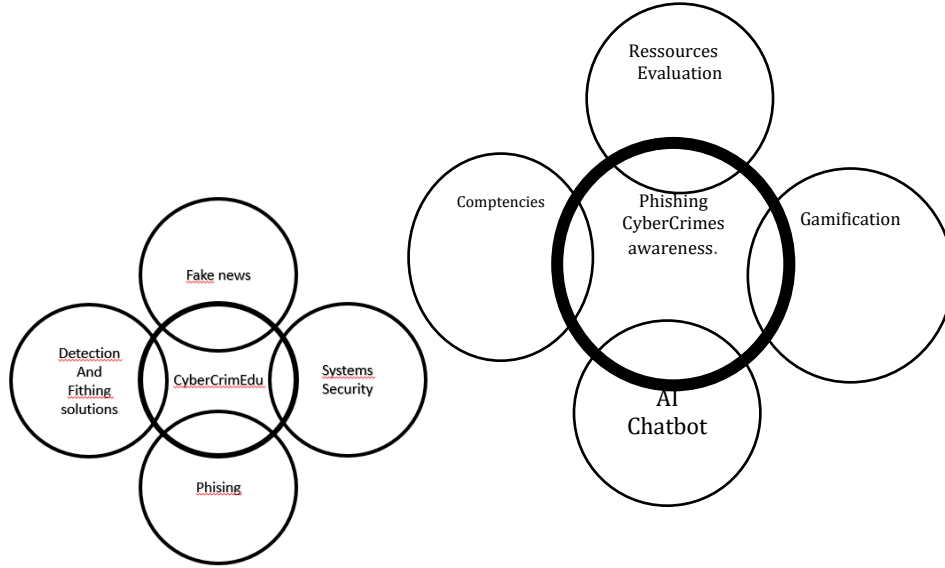 Fake news
Detection
And
Fithing
solutions
CyberCrimEdu
Systems
Security
Phising
Ressources
Evaluation
Comptencies
Phishing
CyberCrimes
awareness.
Gamification
AI
Chatbot